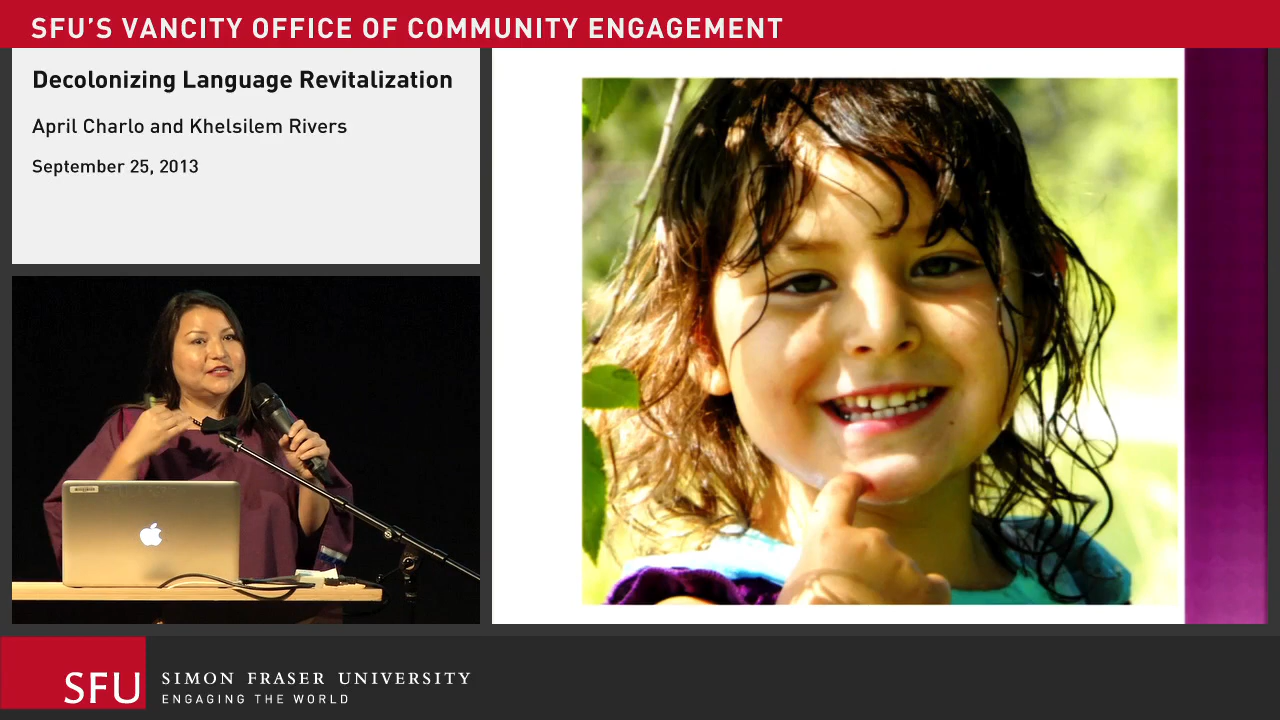 SFU'S VANCITY OFFICE OF COMMUNITY ENGAGEMENT
Decolonizing Language Revitalization
April Charlo and Khelsilem Rivers
September 25, 2013
SFU
SIMON FRASER UNIVERSITY
ENGAGING THE WORLD